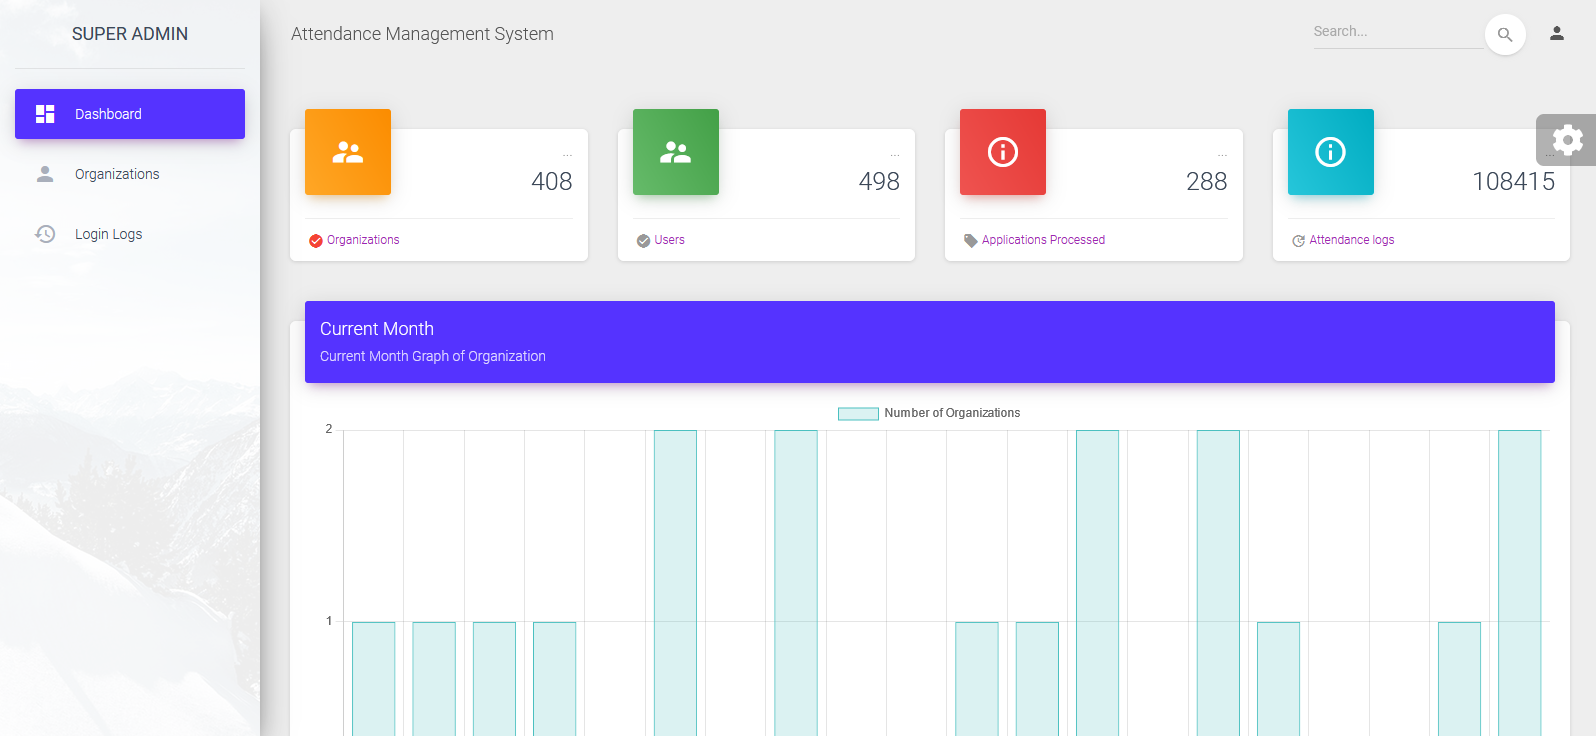 SUPER ADMIN
Dashboard
Organizations
Login Logs
Attendance Management System
Search...
...
408
Organizations
...
498
Users
...
288
Applications Processed
...
108415
Attendance logs
Current Month
Current Month Graph of Organization
Number of Organizations
2
1